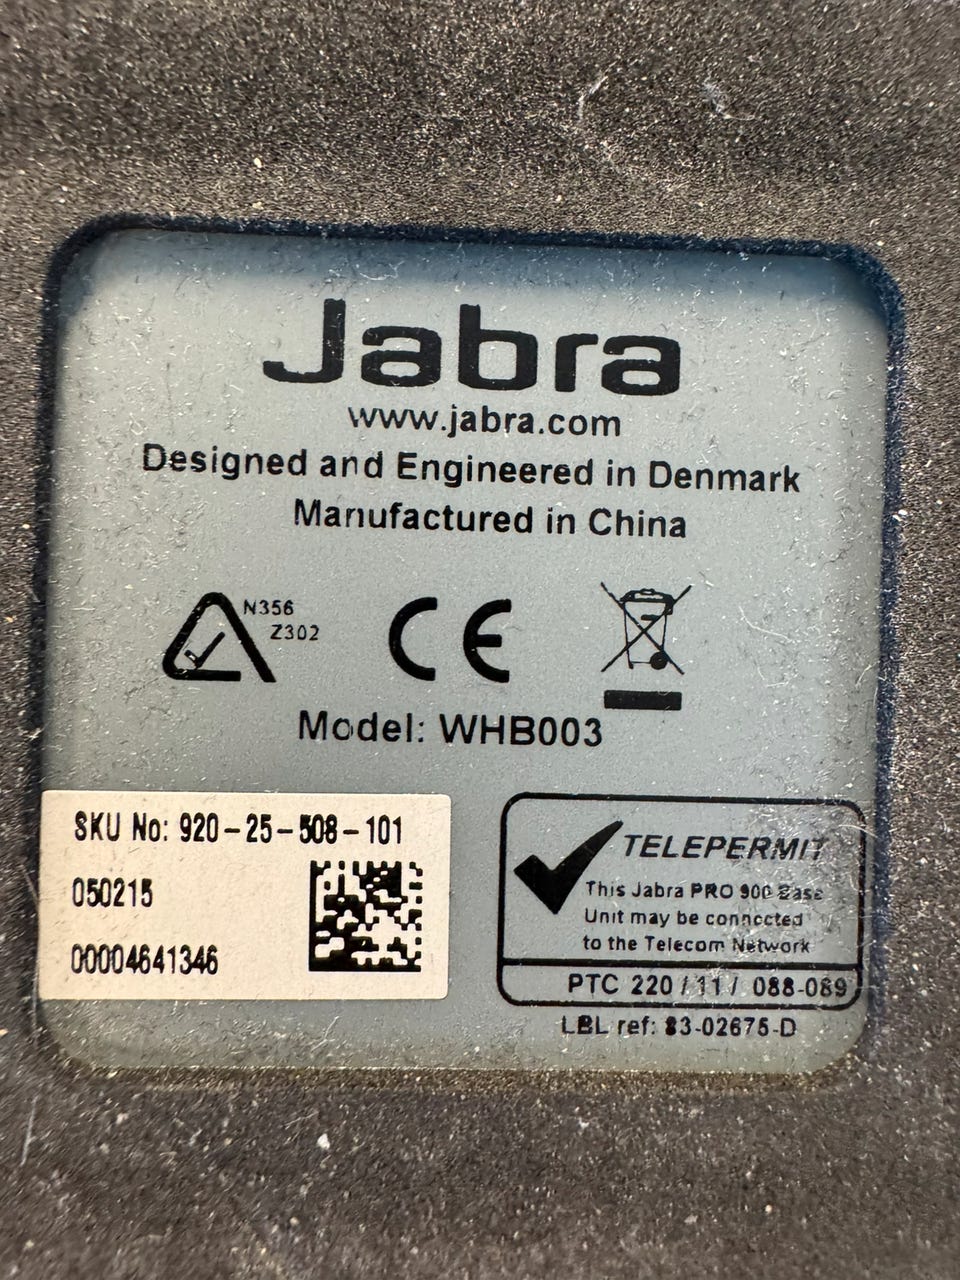 Jabra
www.jabra.com
Designed and Engineered in Denmark
Manufactured in China
N356
Z302
CE
Model: WHB003
SKU No: 920-25-508-101
050215
00004641346
TELEPERMIT
This Jabra PRO 900 Base
Unit may be connected
to the Telecom Network
PTC 220 / 11 / 088-089
LBL ref: 83-02675-D